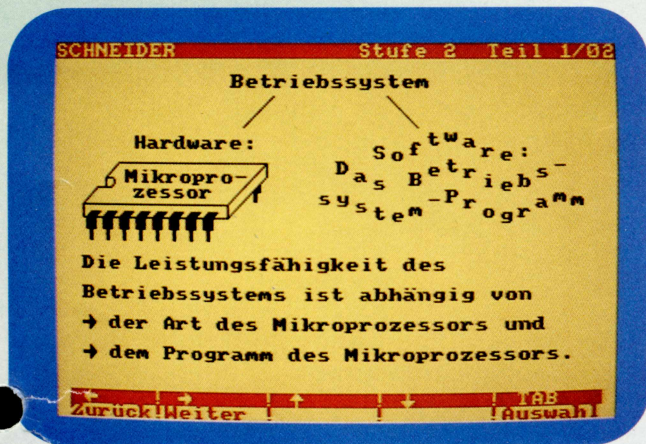 SCHNEIDER Stufe 2 Teil 1/02
Betriebssystem
Hardware:
Mikropro-
zessor
Software:
Das Betriebs-
system-Programm
Die Leistungsfähigkeit des
Betriebssystems ist abhängig von
→ der Art des Mikroprozessors und
→ dem Programm des Mikroprozessors.
← ! → ! ↑ ! ↓ ! TAB
Zurück!Weiter ! ! !Auswahl